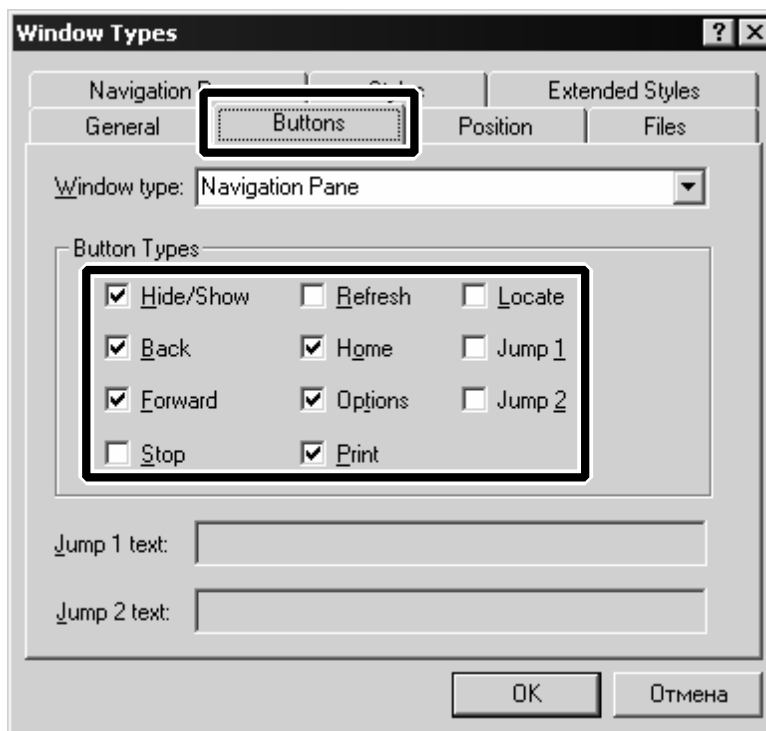 Window Types
Navigation
Extended Styles
General Buttons Position Files
Window type: Navigation Pane
Button Types
Hide/Show Refresh Locate
Back Home Jump 1
Forward Options Jump 2
Stop Print
Jump 1 text:
Jump 2 text:
OK Отмена